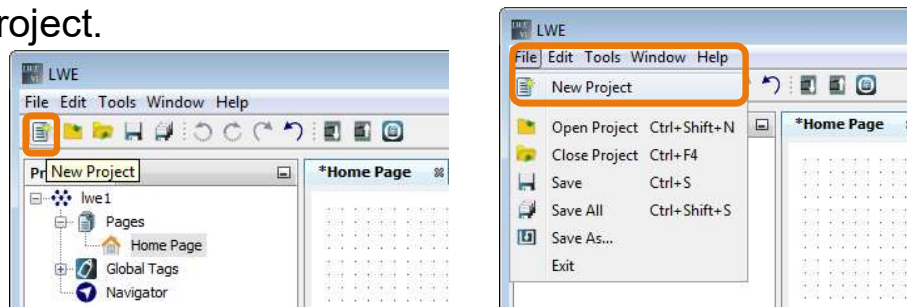 roject.
LWE
File Edit Tools Window Help
New Project
*Home Page
lwe1
Pages
Home Page
Global Tags
Navigator
LWE
File Edit Tools Window Help
New Project
Open Project Ctrl+Shift+N
Close Project Ctrl+F4
Save Ctrl+S
Save All Ctrl+Shift+S
Save As...
Exit
*Home Page